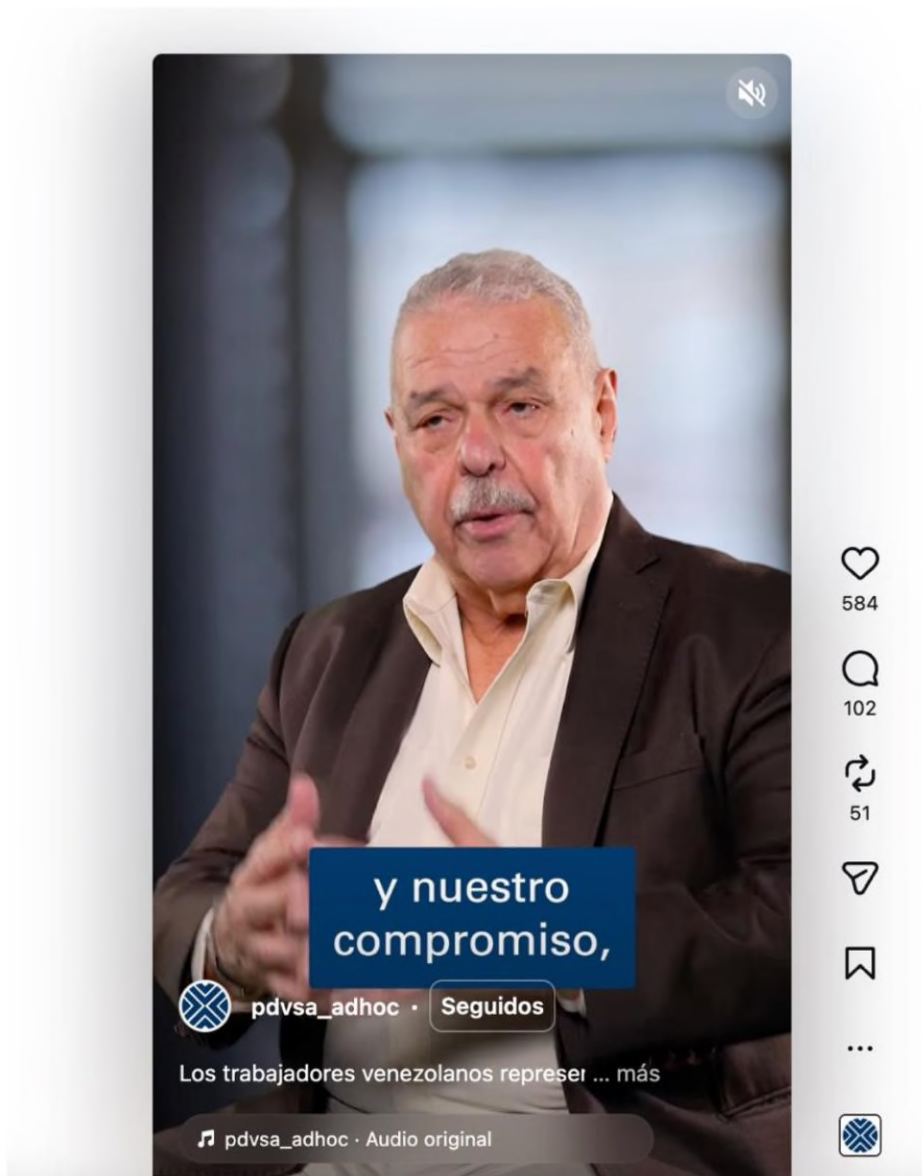 y nuestro
compromiso,
pdvsa_adhoc · Seguidos
Los trabajadores venezolanos represer ... más
pdvsa_adhoc · Audio original
584
102
51